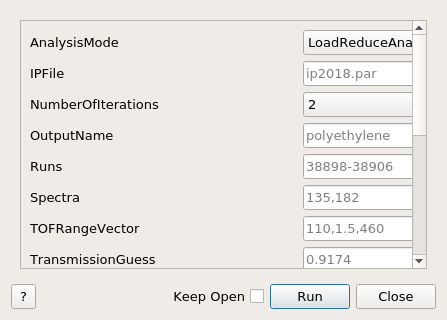 AnalysisMode LoadReduceAna
IPFile ip2018.par
NumberOfIterations 2
OutputName polyethylene
Runs 38898-38906
Spectra 135,182
TOFRangeVector 110,1.5,460
TransmissionGuess 0.9174
? Keep Open Run Close